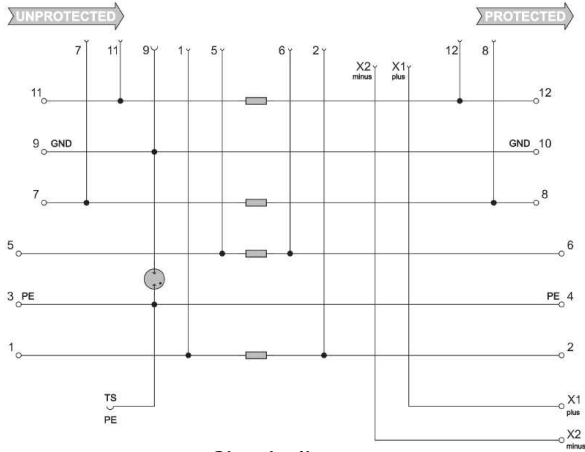 UNPROTECTED PROTECTED
7 11 9 1 5 6 2 X2 minus X1 plus 12 8
11 12
9 GND GND 10
7 8
5 6
3 PE PE 4
1 2
TS
PE
X1
plus
X2
minus